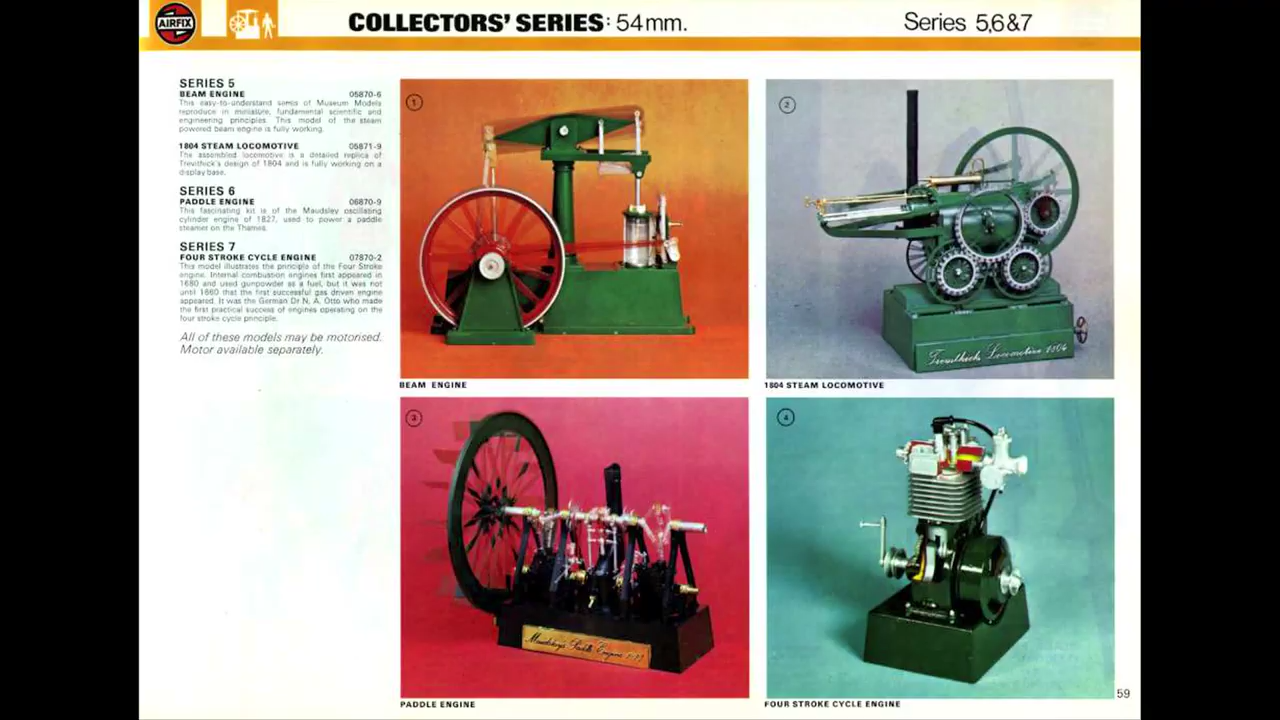 AIRFIX
COLLECTORS' SERIES: 54mm.
Series 5,6&7
SERIES 5
BEAM ENGINE 05870-6
This easy-to-understand series of Museum Models
reproduce in miniature, fundamental scientific and
engineering principles. This model of the steam
powered beam engine is fully working.
1804 STEAM LOCOMOTIVE 05871-9
The assembled locomotive is a detailed replica of
Trevithick's design of 1804 and is fully working on a
display base.
SERIES 6
PADDLE ENGINE 06870-9
This fascinating kit is of the Maudsley oscillating
cylinder engine of 1827, used to power a paddle
steamer on the Thames.
SERIES 7
FOUR STROKE CYCLE ENGINE 07870-2
This model illustrates the principle of the Four Stroke
engine. Internal combustion engines first appeared in
1680 and used gunpowder as a fuel, but it was not
until 1860 that the first successful gas driven engine
appeared. It was the German Dr N. A. Otto who made
the first practical success of engines operating on the
four stroke cycle principle.
All of these models may be motorised.
Motor available separately.
1
BEAM ENGINE
2
Trevithick Locomotive 1804
1804 STEAM LOCOMOTIVE
3
Maudslay's Paddle Engine
PADDLE ENGINE
4
FOUR STROKE CYCLE ENGINE
59